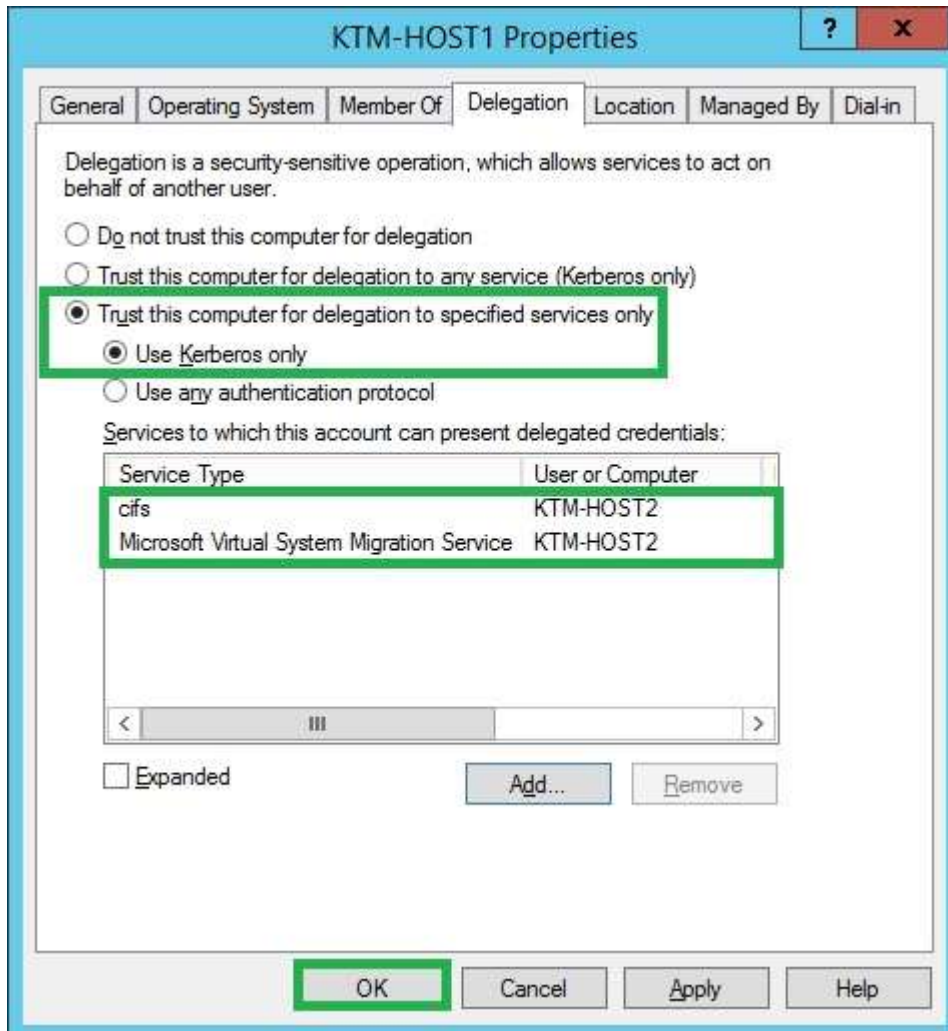 KTM-HOST1 Properties
? x
General Operating System Member Of Delegation Location Managed By Dial-in
Delegation is a security-sensitive operation, which allows services to act on
behalf of another user.
Do not trust this computer for delegation
Trust this computer for delegation to any service (Kerberos only)
Trust this computer for delegation to specified services only
Use Kerberos only
Use any authentication protocol
Services to which this account can present delegated credentials:
Service Type User or Computer
cifs KTM-HOST2
Microsoft Virtual System Migration Service KTM-HOST2
Expanded
Add... Remove
OK Cancel Apply Help